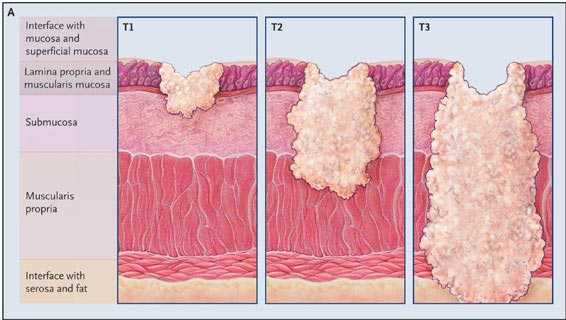 A
T1
T2
T3
Interface with
mucosa and
superficial mucosa
Lamina propria and
muscularis mucosa
Submucosa
Muscularis
propria
Interface with
serosa and fat